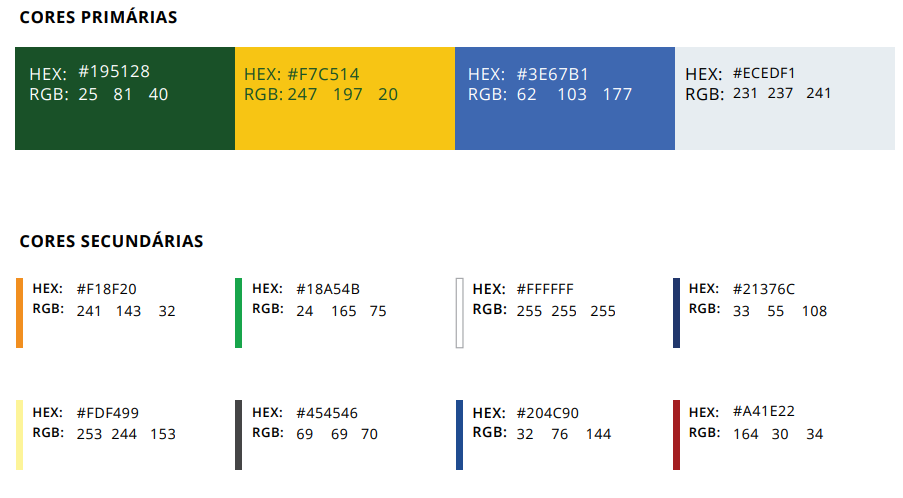 CORES PRIMÁRIAS
HEX: #195128
RGB: 25 81 40
HEX: #F7C514
RGB: 247 197 20
HEX: #3E67B1
RGB: 62 103 177
HEX: #ECEDF1
RGB: 231 237 241
CORES SECUNDÁRIAS
HEX: #F18F20
RGB: 241 143 32
HEX: #18A54B
RGB: 24 165 75
HEX: #FFFFFF
RGB: 255 255 255
HEX: #21376C
RGB: 33 55 108
HEX: #FDF499
RGB: 253 244 153
HEX: #454546
RGB: 69 69 70
HEX: #204C90
RGB: 32 76 144
HEX: #A41E22
RGB: 164 30 34